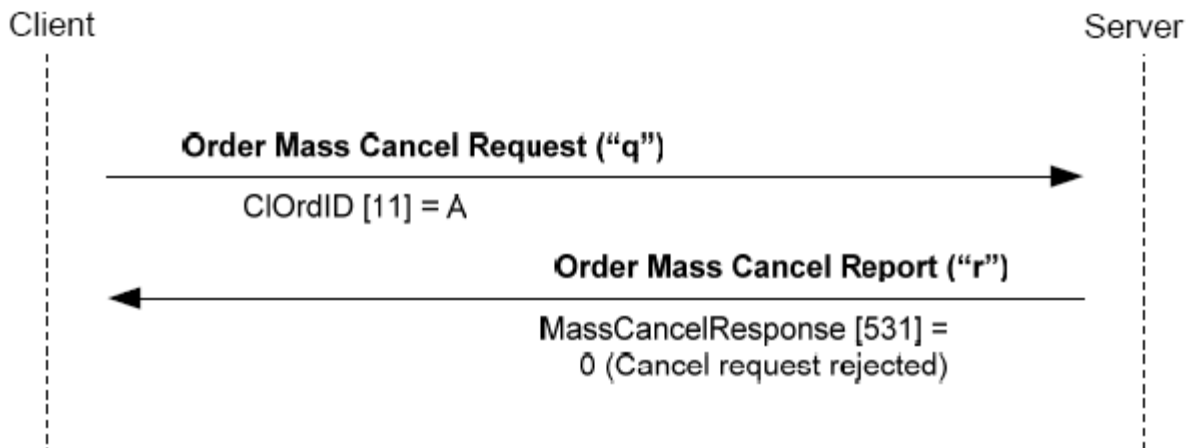 Client
Server
Order Mass Cancel Request (“q”)
ClOrdID [11] = A
Order Mass Cancel Report (“r”)
MassCancelResponse [531] =
0 (Cancel request rejected)